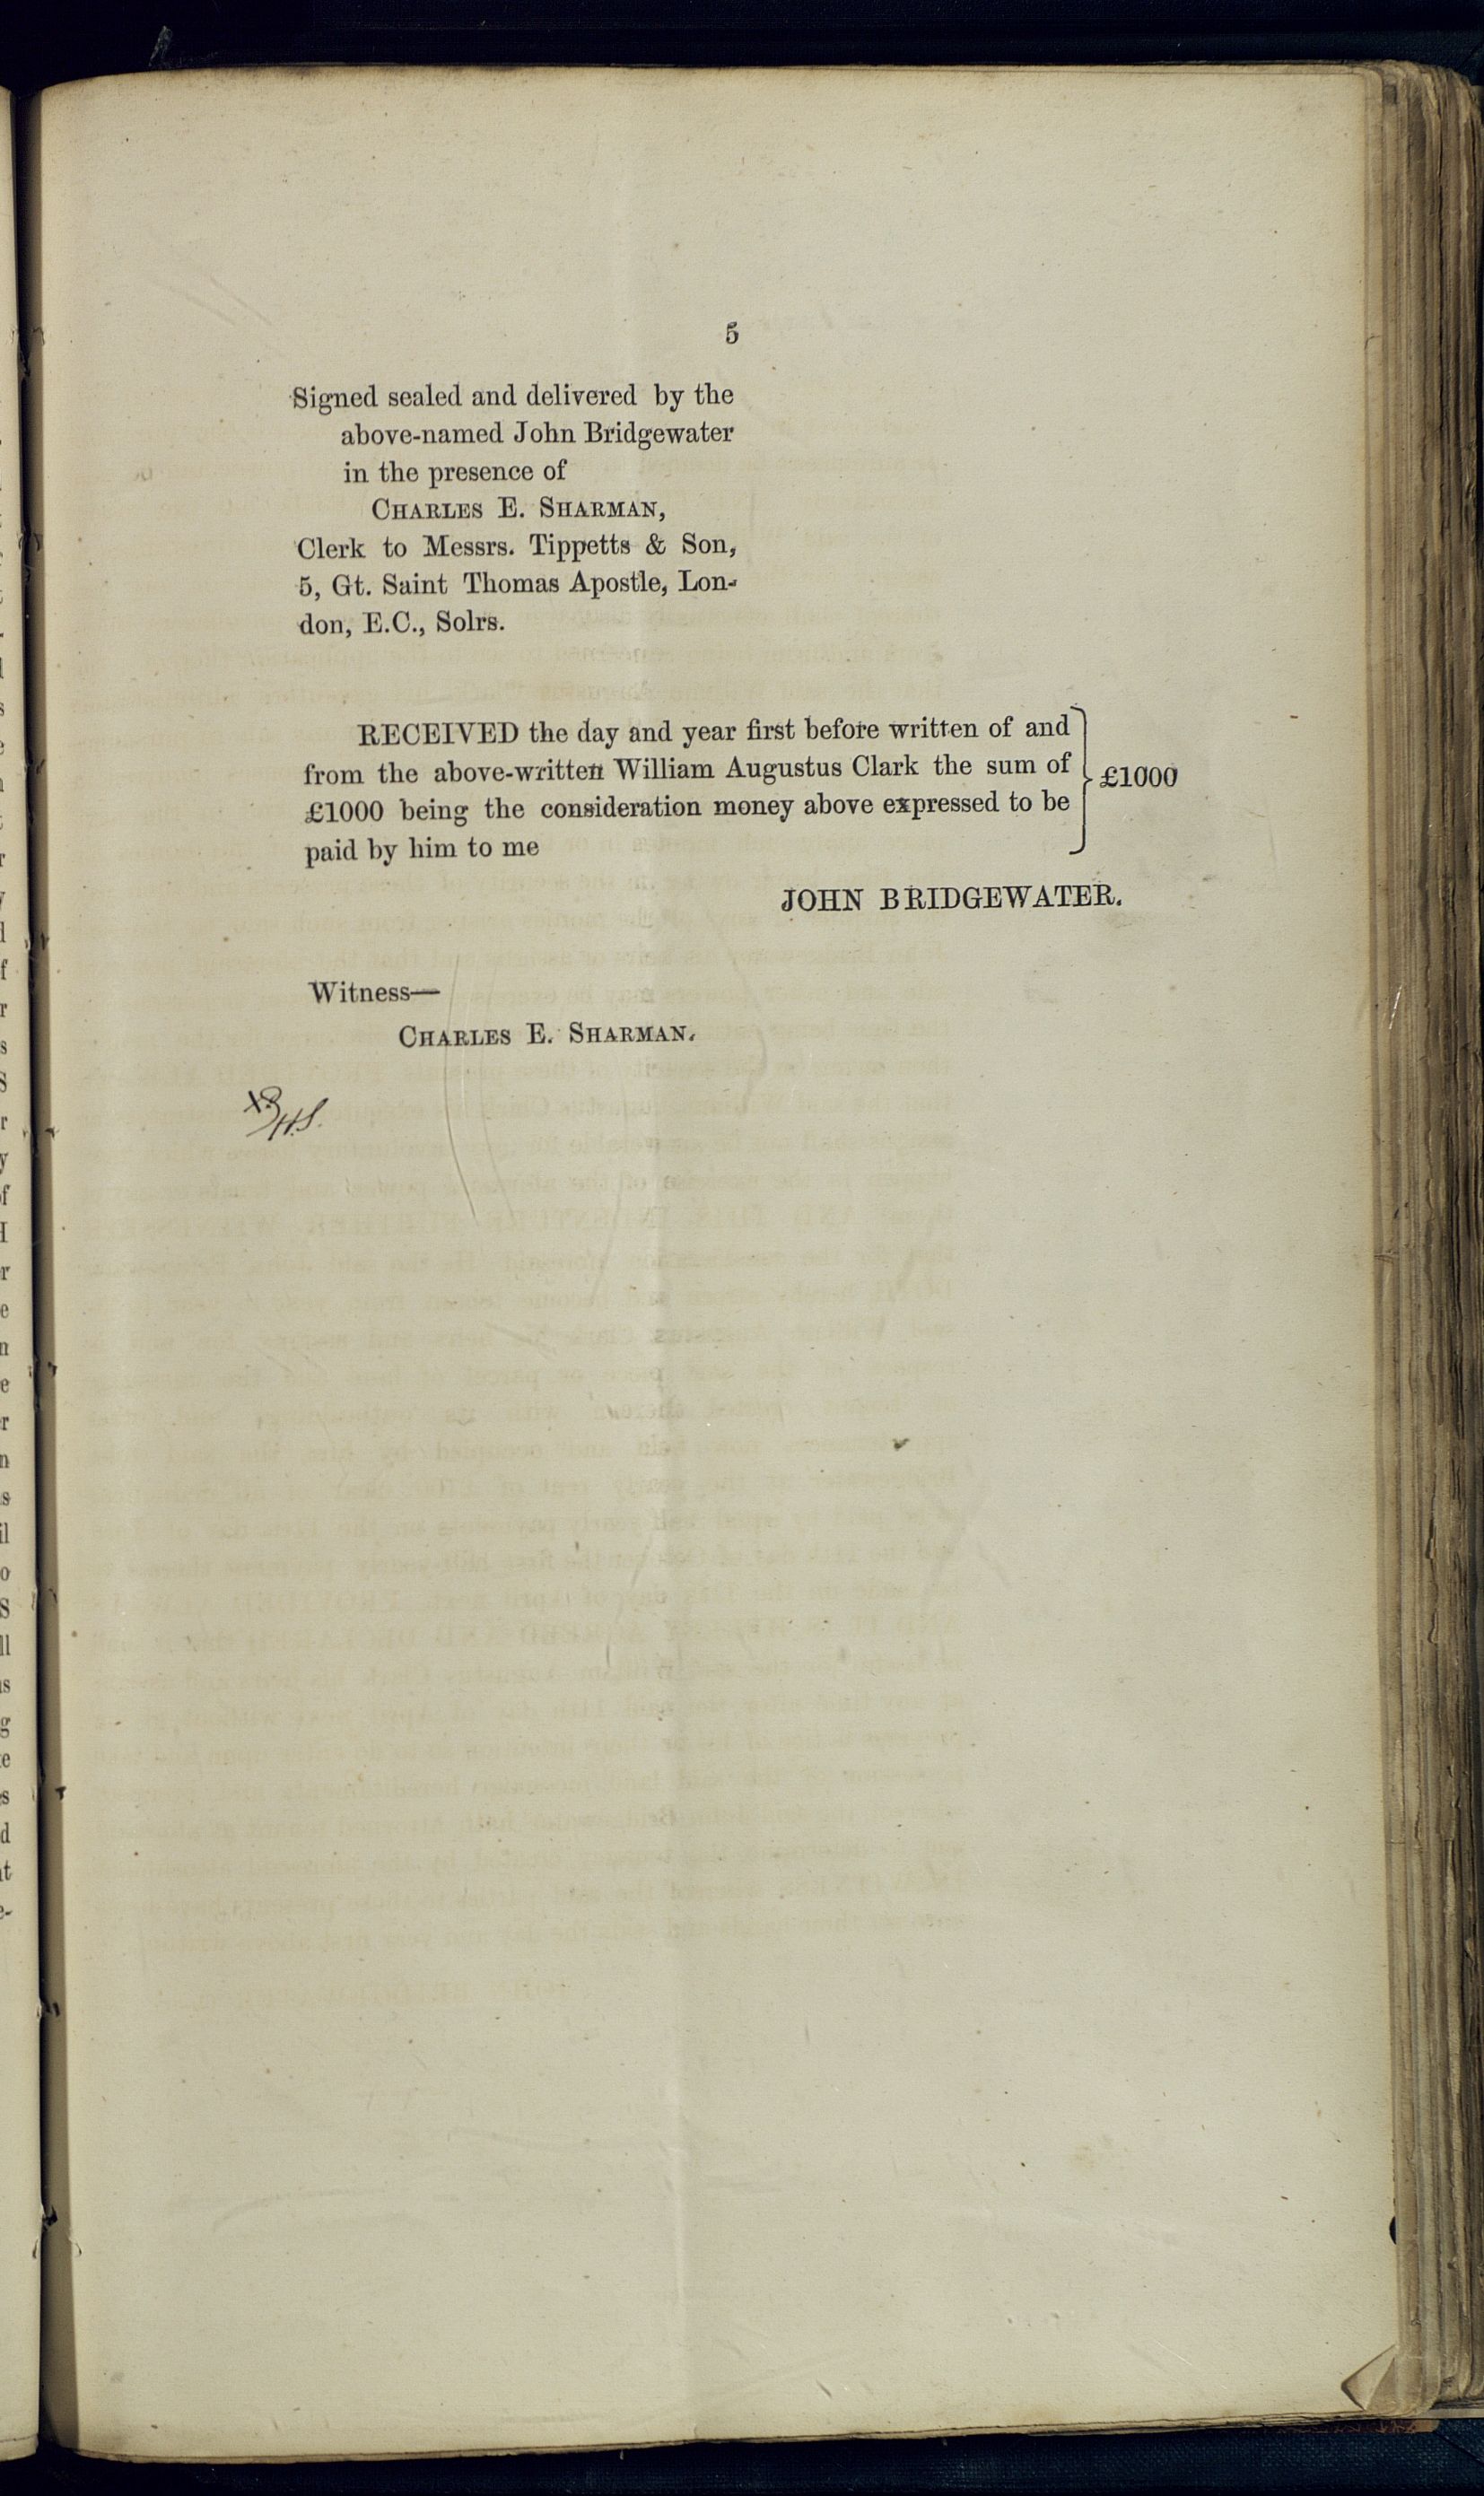 5
Signed sealed and delivered by the
above-named John Bridgewater
in the presence of
CHARLES E. SHARMAN,
Clerk to Messrs. Tippetts & Son,
5, Gt. Saint Thomas Apostle, Lon-
don, E.C., Solrs.
RECEIVED the day and year first before written of and
from the above-written William Augustus Clark the sum of
£1000 being the consideration money above expressed to be
paid by him to me
£1000
JOHN BRIDGEWATER.
Witness—
CHARLES E. SHARMAN.